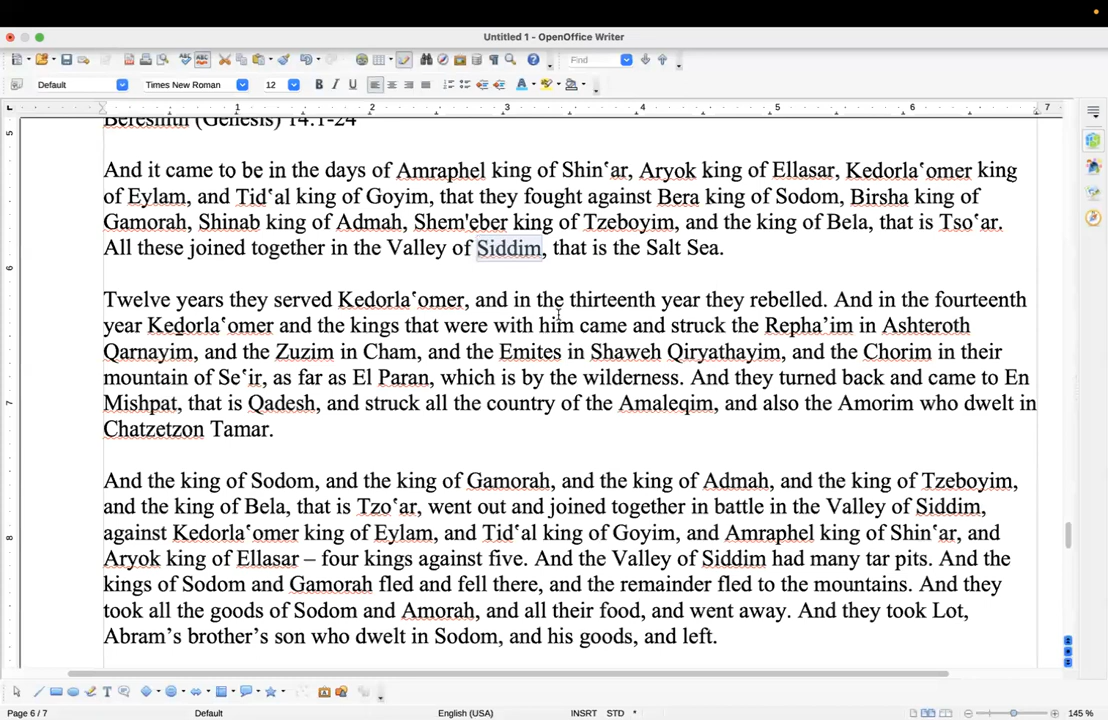 Untitled 1 - OpenOffice Writer
Find
Default
Times New Roman
12
1 2 3 4 5 6 7
Bereshith (Genesis) 14:1-24
And it came to be in the days of Amraphel king of Shinʽar, Aryok king of Ellasar, Kedorlaʽomer king
of Eylam, and Tidʽal king of Goyim, that they fought against Bera king of Sodom, Birsha king of
Gamorah, Shinab king of Admah, Shem'eber king of Tzeboyim, and the king of Bela, that is Tsoʽar.
All these joined together in the Valley of Siddim, that is the Salt Sea.
Twelve years they served Kedorlaʽomer, and in the thirteenth year they rebelled. And in the fourteenth
year Kedorlaʽomer and the kings that were with him came and struck the Repha’im in Ashteroth
Qarnayim, and the Zuzim in Cham, and the Emites in Shaweh Qiryathayim, and the Chorim in their
mountain of Seʽir, as far as El Paran, which is by the wilderness. And they turned back and came to En
Mishpat, that is Qadesh, and struck all the country of the Amaleqim, and also the Amorim who dwelt in
Chatzetzon Tamar.
And the king of Sodom, and the king of Gamorah, and the king of Admah, and the king of Tzeboyim,
and the king of Bela, that is Tzoʽar, went out and joined together in battle in the Valley of Siddim,
against Kedorlaʽomer king of Eylam, and Tidʽal king of Goyim, and Amraphel king of Shinʽar, and
Aryok king of Ellasar – four kings against five. And the Valley of Siddim had many tar pits. And the
kings of Sodom and Gamorah fled and fell there, and the remainder fled to the mountains. And they
took all the goods of Sodom and Amorah, and all their food, and went away. And they took Lot,
Abram’s brother’s son who dwelt in Sodom, and his goods, and left.
5
6
7
8
Page 6 / 7
Default
English (USA)
INSRT
STD
*
145 %